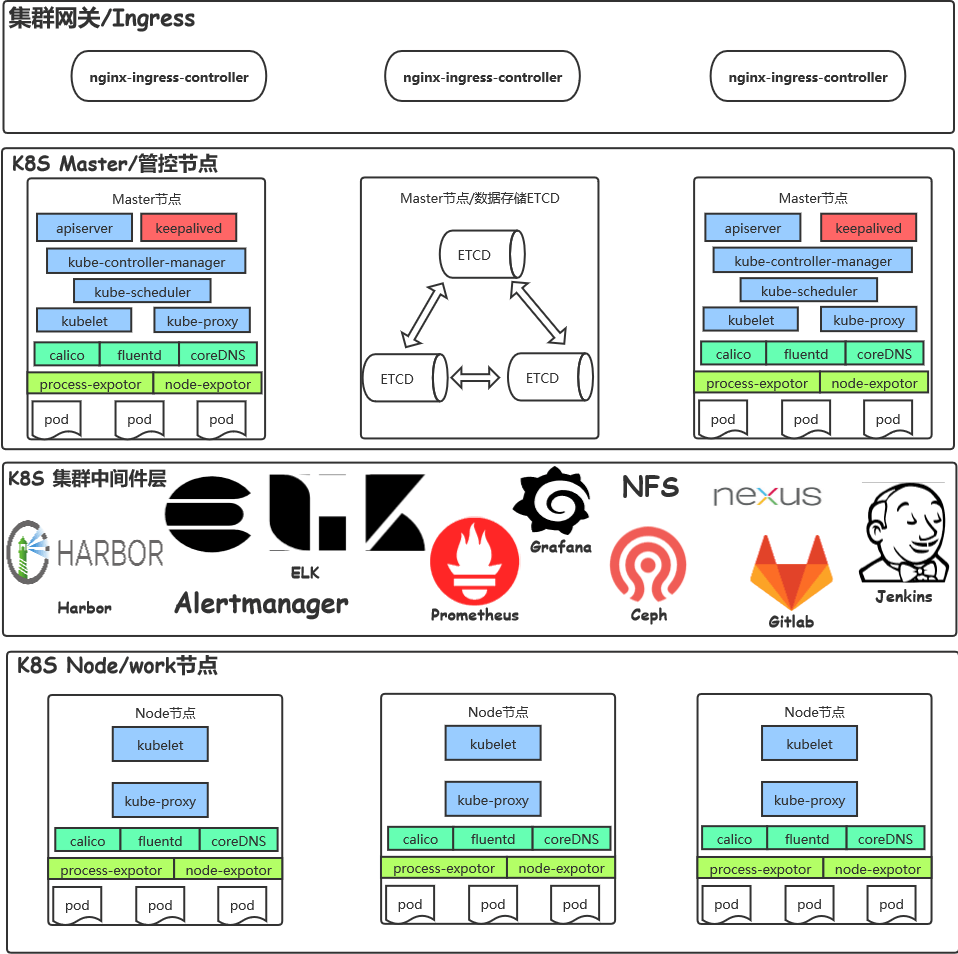 集群网关/Ingress
nginx-ingress-controller
nginx-ingress-controller
nginx-ingress-controller
K8S Master/管控节点
Master节点
apiserver
keepalived
kube-controller-manager
kube-scheduler
kubelet
kube-proxy
calico
fluentd
coreDNS
process-expotor
node-expotor
pod
pod
pod
Master节点/数据存储ETCD
ETCD
ETCD
ETCD
Master节点
apiserver
keepalived
kube-controller-manager
kube-scheduler
kubelet
kube-proxy
calico
fluentd
coreDNS
process-expotor
node-expotor
pod
pod
pod
K8S 集群中间件层
HARBOR
Harbor
ELK
ELK
Alertmanager
Prometheus
Grafana
NFS
Ceph
nexus
Gitlab
Jenkins
K8S Node/work节点
Node节点
kubelet
kube-proxy
calico
fluentd
coreDNS
process-expotor
node-expotor
pod
pod
pod
Node节点
kubelet
kube-proxy
calico
fluentd
coreDNS
process-expotor
node-expotor
pod
pod
pod
Node节点
kubelet
kube-proxy
calico
fluentd
coreDNS
process-expotor
node-expotor
pod
pod
pod